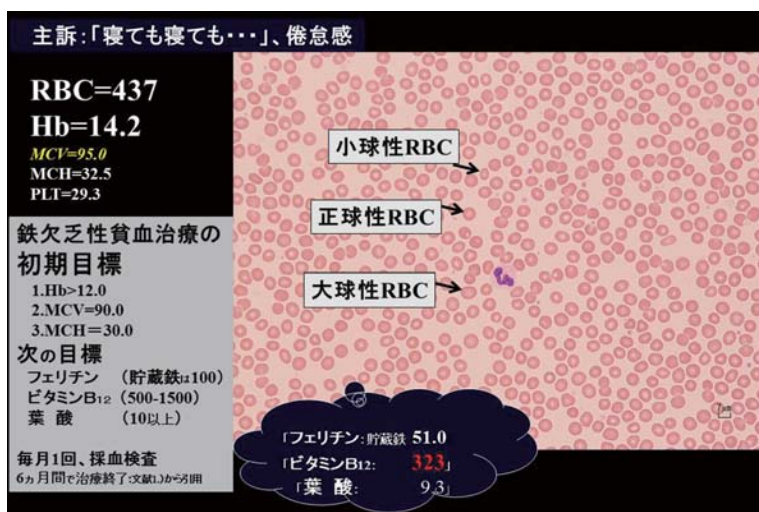 主訴:「寝ても寝ても・・・」、倦怠感
RBC=437
Hb=14.2
MCV=95.0
MCH=32.5
PLT=29.3
小球性RBC
正球性RBC
大球性RBC
鉄欠乏性貧血治療の
初期目標
1.Hb>12.0
2.MCV=90.0
3.MCH=30.0
次の目標
フェリチン (貯蔵鉄は100)
ビタミンB12 (500-1500)
葉 酸 (10以上)
毎月1回、採血検査
6ヵ月間で治療終了:文献1.)から引用
「フェリチン:貯蔵鉄 51.0
「ビタミンB12: 323」
「葉 酸: 9.3」